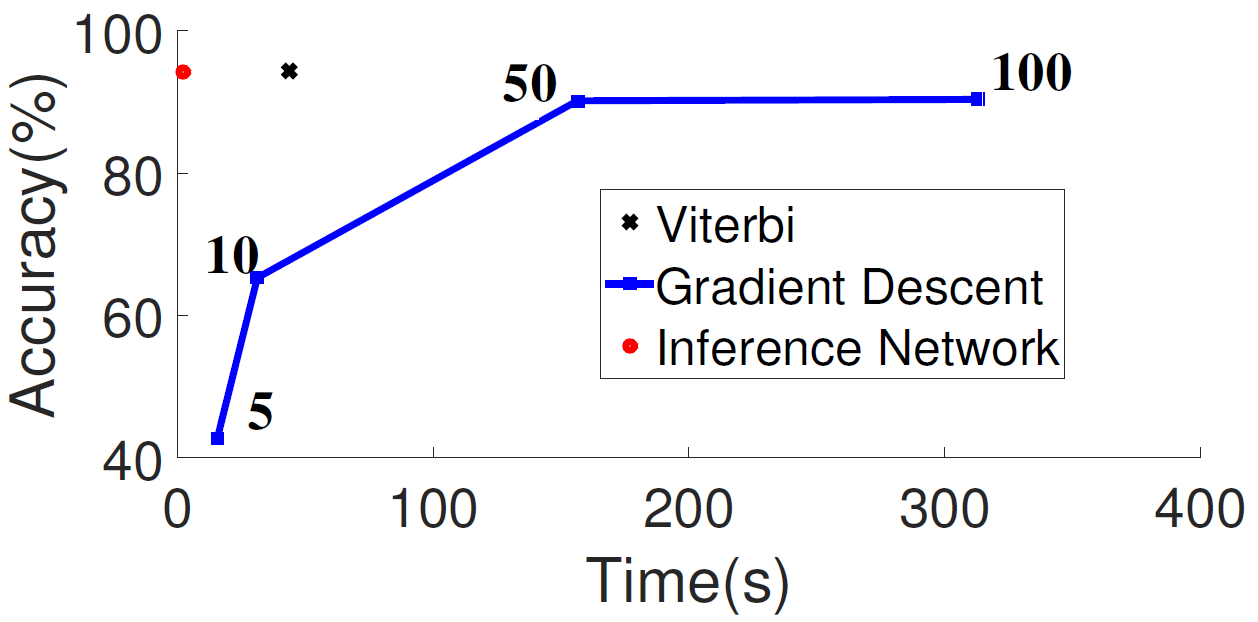 Accuracy(%)
100
80
60
40
50
100
10
5
Viterbi
Gradient Descent
Inference Network
0
100
200
300
400
Time(s)